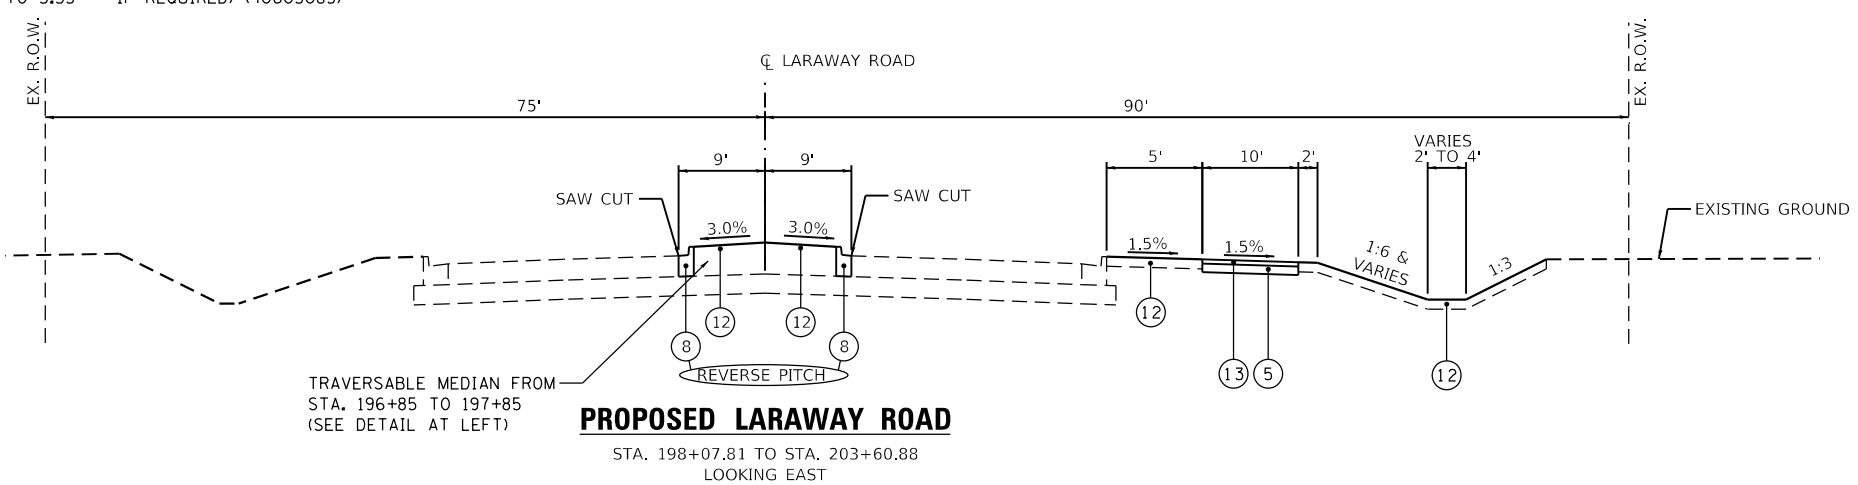 EX. R.O.W.
℄ LARAWAY ROAD
EX. R.O.W.
75'
90'
VARIES
2' TO 4'
9'
9'
5'
10'
2'
SAW CUT
SAW CUT
EXISTING GROUND
3.0%
3.0%
1.5%
1.5%
1:6 &
VARIES
1:3
12
12
12
8
8
13
5
12
REVERSE PITCH
TRAVERSABLE MEDIAN FROM
STA. 196+85 TO 197+85
(SEE DETAIL AT LEFT)
PROPOSED LARAWAY ROAD
STA. 198+07.81 TO STA. 203+60.88
LOOKING EAST